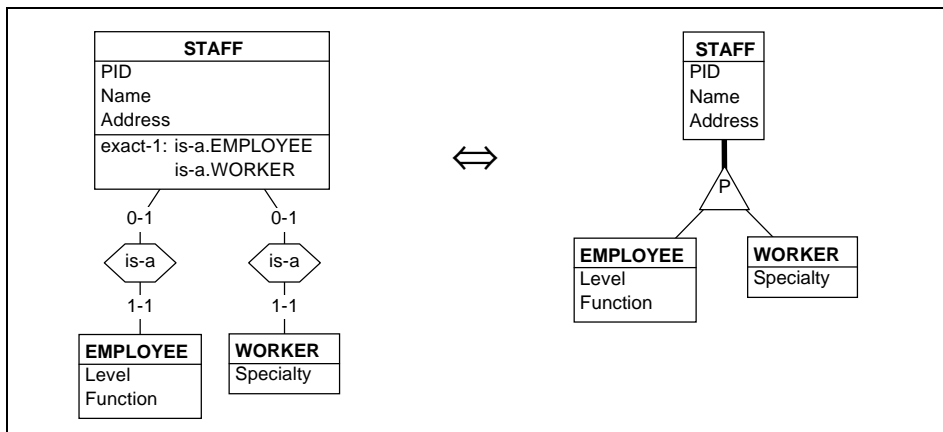 STAFF
PID
Name
Address
exact-1: is-a.EMPLOYEE
is-a.WORKER
0-1
0-1
is-a
is-a
1-1
1-1
EMPLOYEE
Level
Function
WORKER
Specialty
⇔
STAFF
PID
Name
Address
P
EMPLOYEE
Level
Function
WORKER
Specialty